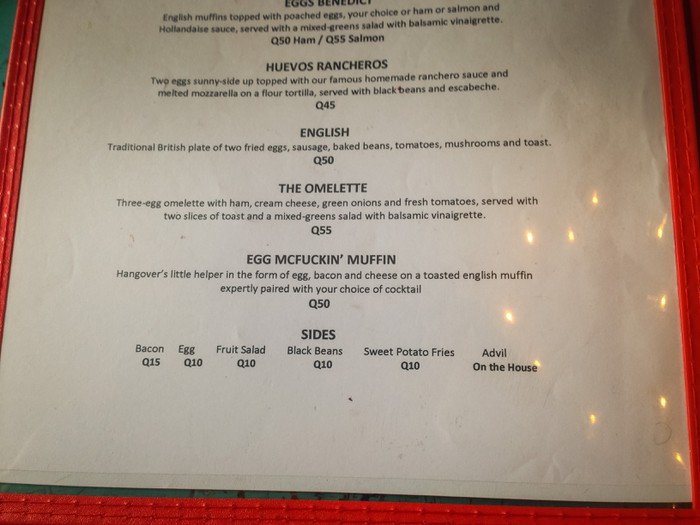 EGGS BENEDICT
English muffins topped with poached eggs, your choice or ham or salmon and
Hollandaise sauce, served with a mixed-greens salad with balsamic vinaigrette.
Q50 Ham / Q55 Salmon
HUEVOS RANCHEROS
Two eggs sunny-side up topped with our famous homemade ranchero sauce and
melted mozzarella on a flour tortilla, served with black beans and escabeche.
Q45
ENGLISH
Traditional British plate of two fried eggs, sausage, baked beans, tomatoes, mushrooms and toast.
Q50
THE OMELETTE
Three-egg omelette with ham, cream cheese, green onions and fresh tomatoes, served with
two slices of toast and a mixed-greens salad with balsamic vinaigrette.
Q55
EGG MCFUCKIN' MUFFIN
Hangover's little helper in the form of egg, bacon and cheese on a toasted english muffin
expertly paired with your choice of cocktail
Q50
SIDES
Bacon Egg Fruit Salad Black Beans Sweet Potato Fries Advil
Q15 Q10 Q10 Q10 Q10 On the House